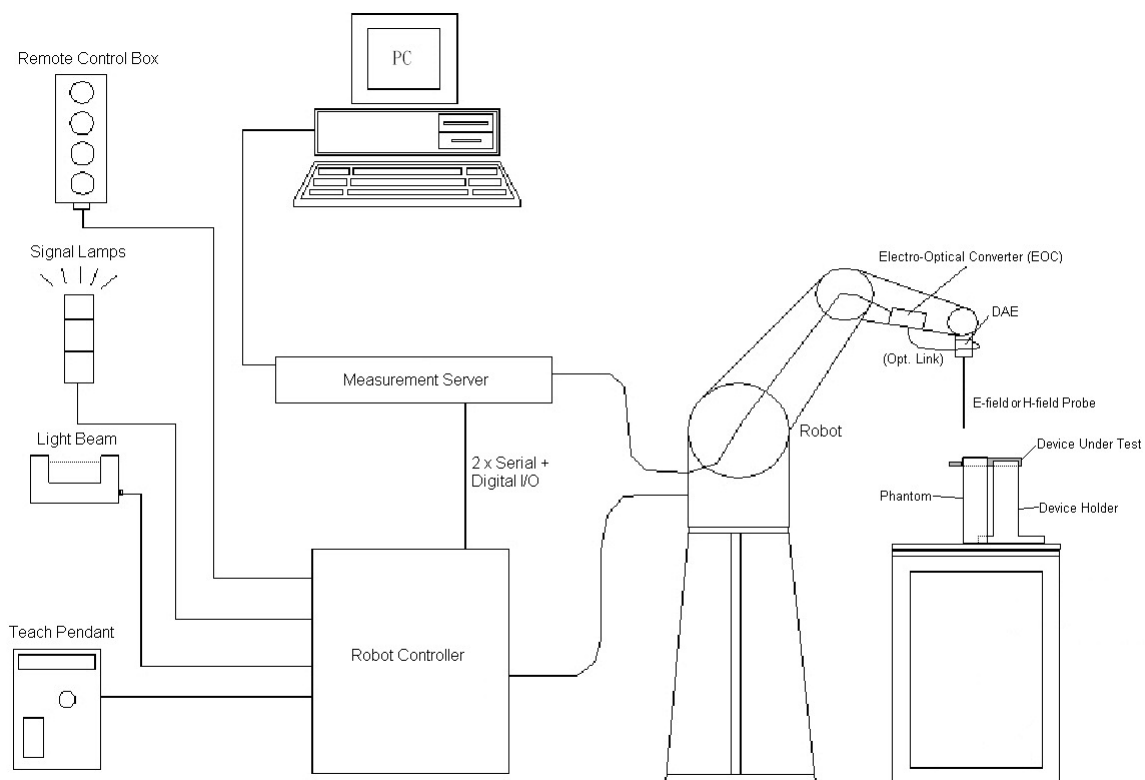 Remote Control Box
PC
Signal Lamps
Electro-Optical Converter (EOC)
DAE
(Opt. Link)
Measurement Server
E-field or H-field Probe
Robot
Light Beam
2 x Serial +
Digital I/O
Device Under Test
Phantom
Device Holder
Teach Pendant
Robot Controller